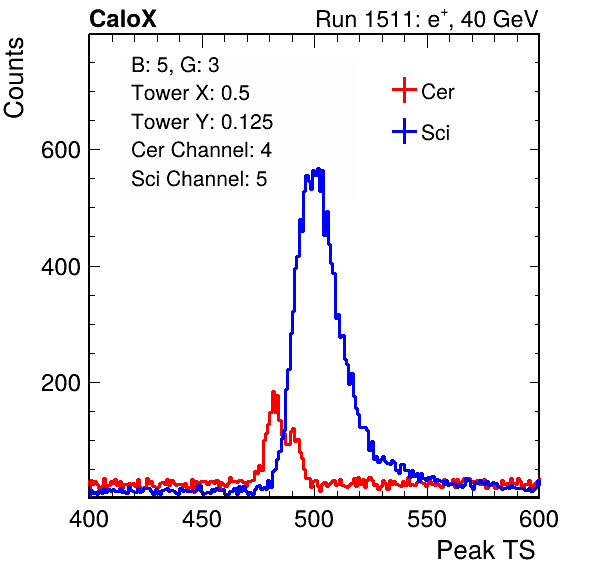 CaloX Run 1511: e⁺, 40 GeV
Counts
B: 5, G: 3
Tower X: 0.5
Tower Y: 0.125
Cer Channel: 4
Sci Channel: 5
Cer
Sci
600
400
200
400 450 500 550 600
Peak TS